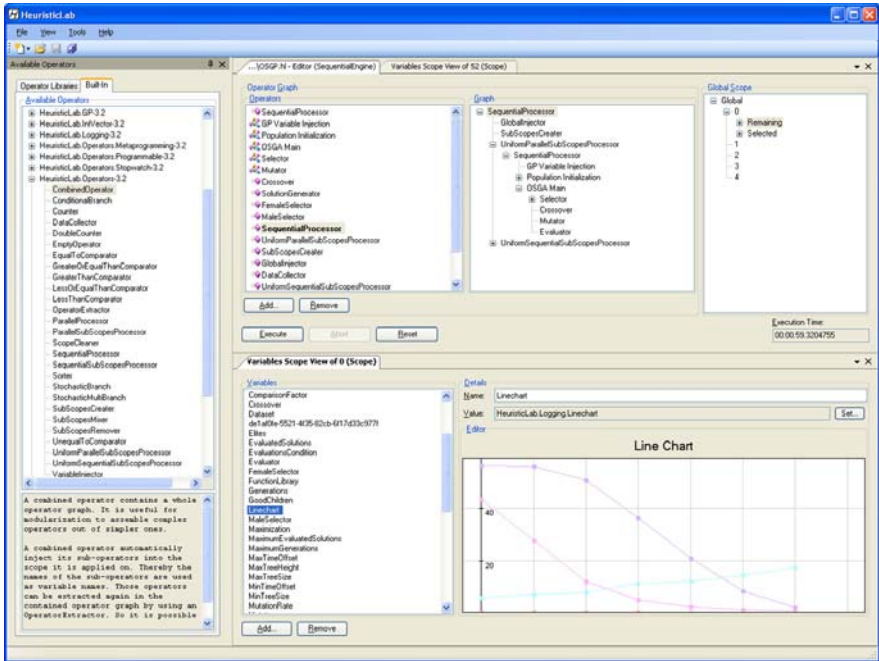 HeuristicLab
File View Tools Help
Available Operators
Operator Libraries Built-In
Available Operators
HeuristicLab.GP-3.2
HeuristicLab.IntVector-3.2
HeuristicLab.Logging-3.2
HeuristicLab.Operators.Metaprogramming-3.2
HeuristicLab.Operators.Programmable-3.2
HeuristicLab.Operators.Stopwatch-3.2
HeuristicLab.Operators-3.2
CombinedOperator
ConditionalBranch
Counter
DataCollector
DoubleCounter
EmptyOperator
EqualToComparator
GreaterOrEqualThanComparator
GreaterThanComparator
LessOrEqualThanComparator
LessThanComparator
OperatorExtractor
ParallelProcessor
ParallelSubScopesProcessor
ScopeCleaner
SequentialProcessor
SequentialSubScopesProcessor
Sorter
StochasticBranch
StochasticMultiBranch
SubScopesCreater
SubScopesMixer
SubScopesRemover
UnequalToComparator
UniformParallelSubScopesProcessor
UniformSequentialSubScopesProcessor
VariableInjector
A combined operator contains a whole
operator graph. It is useful for
modularization to assemble complex
operators out of simpler ones.
A combined operator automatically
inject its sub-operators into the
scope it is applied on. Thereby the
names of the sub-operators are used
as variable names. Those operators
can be extracted again in the
contained operator graph by using an
OperatorExtractor. So it is possible
...\OSGP.N - Editor (SequentialEngine) Variables Scope View of 52 (Scope)
Operator Graph
Operators
SequentialProcessor
GP Variable Injection
Population Initialization
OSGA Main
Selector
Mutator
Crossover
SolutionGenerator
FemaleSelector
MaleSelector
SequentialProcessor
UniformParallelSubScopesProcessor
SubScopesCreater
GlobalInjector
DataCollector
UniformSequentialSubScopesProcessor
Add... Remove
Graph
SequentialProcessor
GlobalInjector
SubScopesCreater
UniformParallelSubScopesProcessor
SequentialProcessor
GP Variable Injection
Population Initialization
OSGA Main
Selector
Crossover
Mutator
Evaluator
UniformSequentialSubScopesProcessor
Global Scope
Global
0
Remaining
Selected
1
2
3
4
Execute Abort Reset
Execution Time:
00:00:59.3204755
Variables Scope View of 0 (Scope)
Variables
ComparisonFactor
Crossover
Dataset
Elites
EvaluatedSolutions
EvaluationsCondition
Evaluator
FemaleSelector
FunctionLibrary
Generations
GoodChildren
Linechart
MaleSelector
Maximization
MaximumEvaluatedSolutions
MaximumGenerations
MaxTimeOffset
MaxTreeHeight
MaxTreeSize
MinTimeOffset
MinTreeSize
MutationRate
Add... Remove
Details
Name: Linechart
Value: HeuristicLab.Logging.Linechart Set...
Editor
Line Chart
40
20